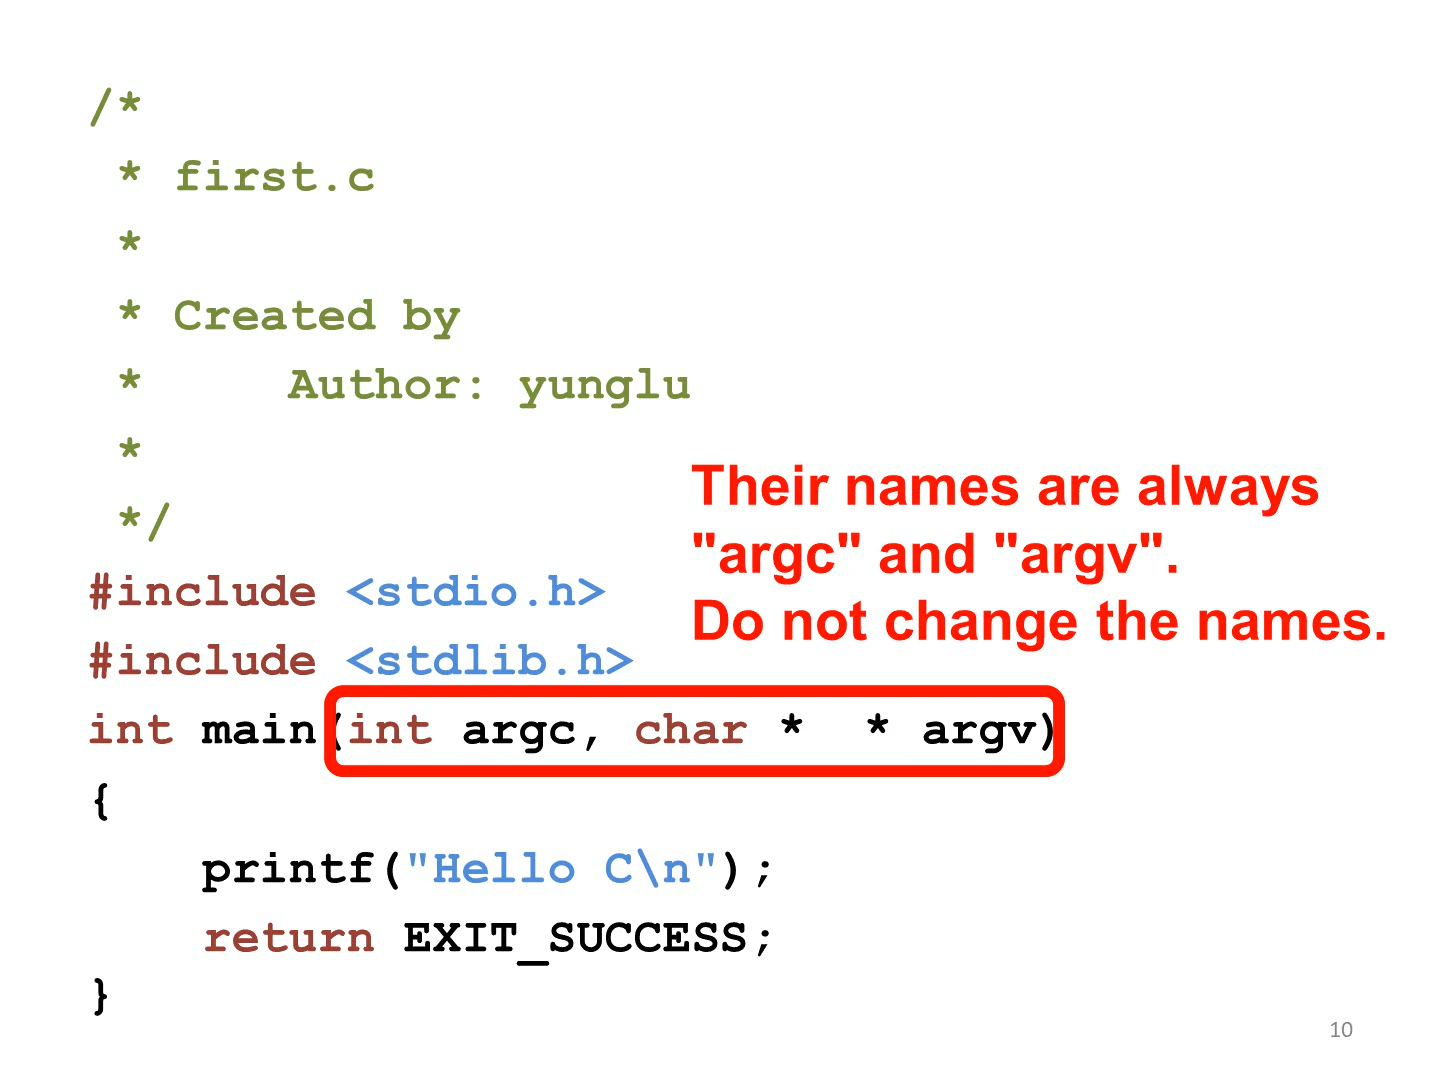 /*
 * first.c
 *
 * Created by
 *     Author: yunglu
 *
 */
Their names are always
"argc" and "argv".
Do not change the names.
#include <stdio.h>
#include <stdlib.h>
int main(int argc, char *  * argv)
{
    printf("Hello C\n");
    return EXIT_SUCCESS;
}
10